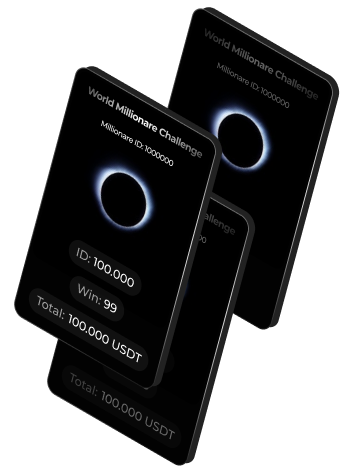 World Millionare Challenge
Millionare ID: 1000000
World Millionare Challenge
Millionare ID: 1000000
ID: 100.000
Win: 99
Total: 100.000 USDT
allenge
00
Total: 100.000 USDT